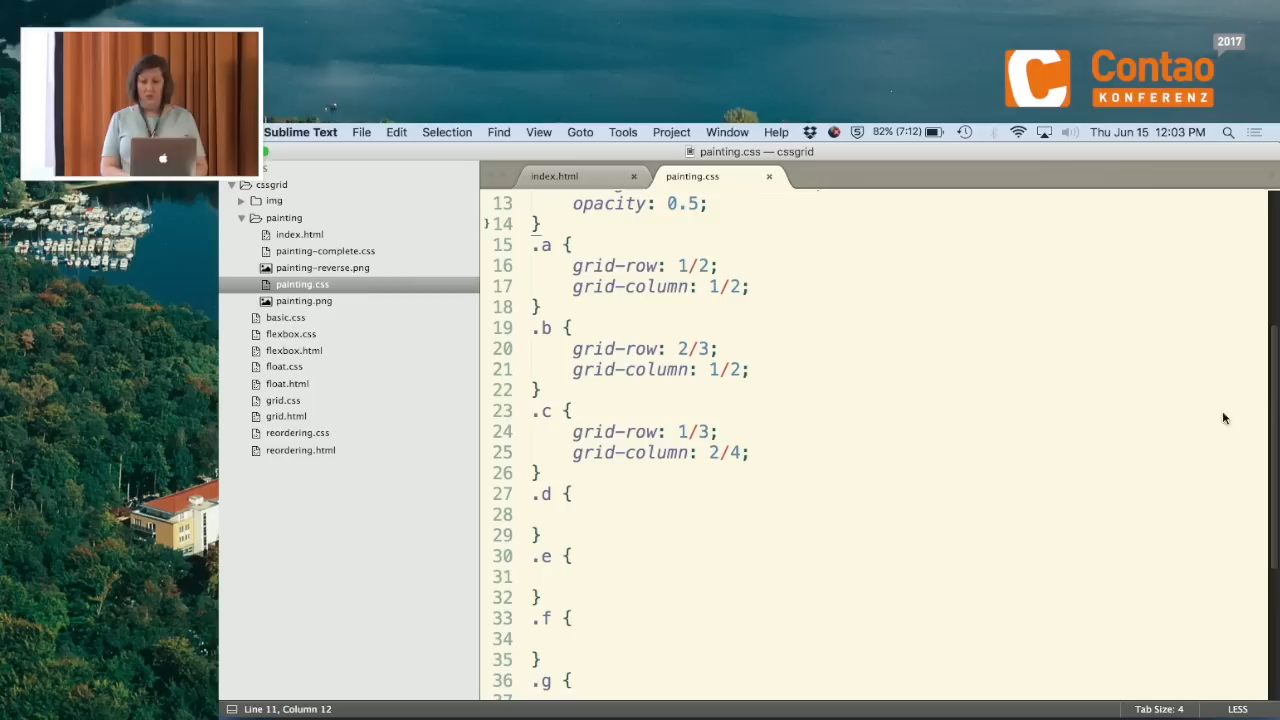 2017
Contao
KONFERENZ
Sublime Text File Edit Selection Find View Goto Tools Project Window Help 82% (7:12) Thu Jun 15 12:03 PM
painting.css — cssgrid
index.html × painting.css ×
cssgrid
img
painting
index.html
painting-complete.css
painting-reverse.png
painting.css
painting.png
basic.css
flexbox.css
flexbox.html
float.css
float.html
grid.css
grid.html
reordering.css
reordering.html
13 opacity: 0.5;
}14 }
15 .a {
16 grid-row: 1/2;
17 grid-column: 1/2;
18 }
19 .b {
20 grid-row: 2/3;
21 grid-column: 1/2;
22 }
23 .c {
24 grid-row: 1/3;
25 grid-column: 2/4;
26 }
27 .d {
28
29 }
30 .e {
31
32 }
33 .f {
34
35 }
36 .g {
37
Line 11, Column 12 Tab Size: 4 LESS